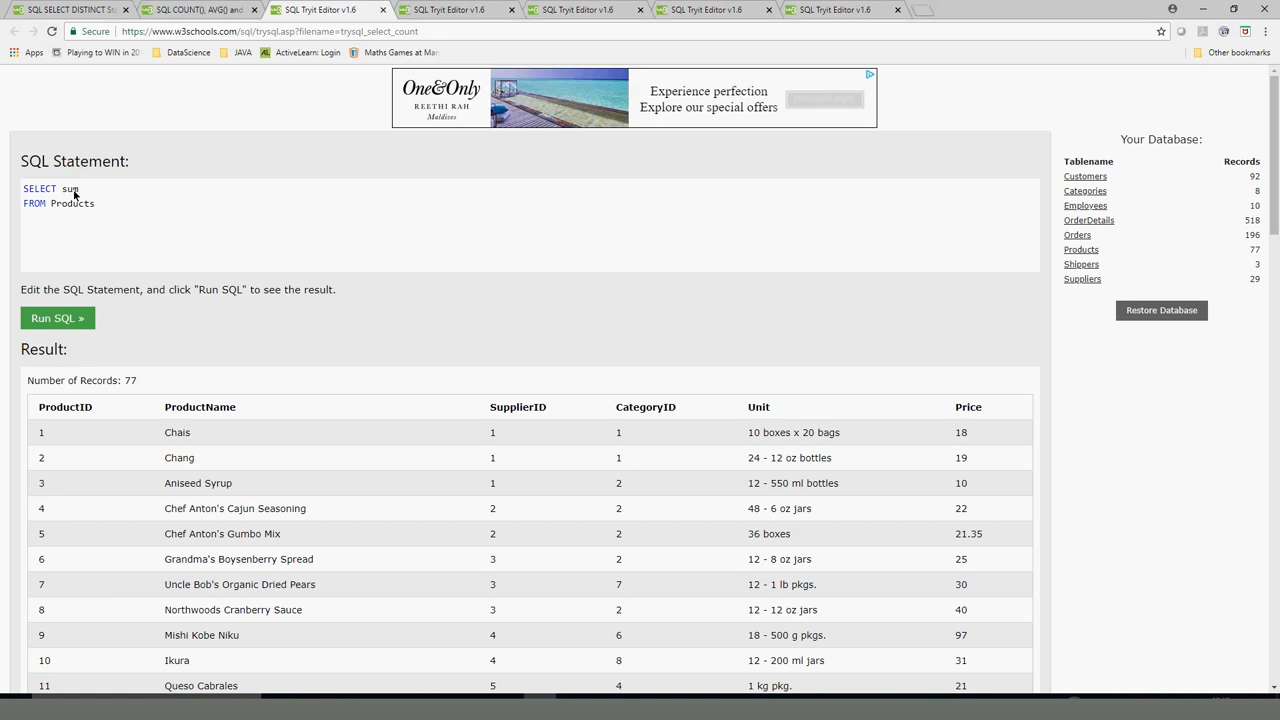 SQL SELECT DISTINCT St
SQL COUNT(), AVG() and
SQL Tryit Editor v1.6
SQL Tryit Editor v1.6
SQL Tryit Editor v1.6
SQL Tryit Editor v1.6
SQL Tryit Editor v1.6
Secure
https://www.w3schools.com/sql/trysql.asp?filename=trysql_select_count
Apps
Playing to WIN in 20
DataScience
JAVA
ActiveLearn: Login
Maths Games at Mar
Other bookmarks
One&Only
REETHI RAH
Maldives
Experience perfection
Explore our special offers
SQL Statement:
SELECT sum
FROM Products
Edit the SQL Statement, and click "Run SQL" to see the result.
Run SQL »
Result:
Number of Records: 77
ProductID ProductName SupplierID CategoryID Unit Price
1 Chais 1 1 10 boxes x 20 bags 18
2 Chang 1 1 24 - 12 oz bottles 19
3 Aniseed Syrup 1 2 12 - 550 ml bottles 10
4 Chef Anton's Cajun Seasoning 2 2 48 - 6 oz jars 22
5 Chef Anton's Gumbo Mix 2 2 36 boxes 21.35
6 Grandma's Boysenberry Spread 3 2 12 - 8 oz jars 25
7 Uncle Bob's Organic Dried Pears 3 7 12 - 1 lb pkgs. 30
8 Northwoods Cranberry Sauce 3 2 12 - 12 oz jars 40
9 Mishi Kobe Niku 4 6 18 - 500 g pkgs. 97
10 Ikura 4 8 12 - 200 ml jars 31
11 Queso Cabrales 5 4 1 kg pkg. 21
Your Database:
Tablename Records
Customers 92
Categories 8
Employees 10
OrderDetails 518
Orders 196
Products 77
Shippers 3
Suppliers 29
Restore Database